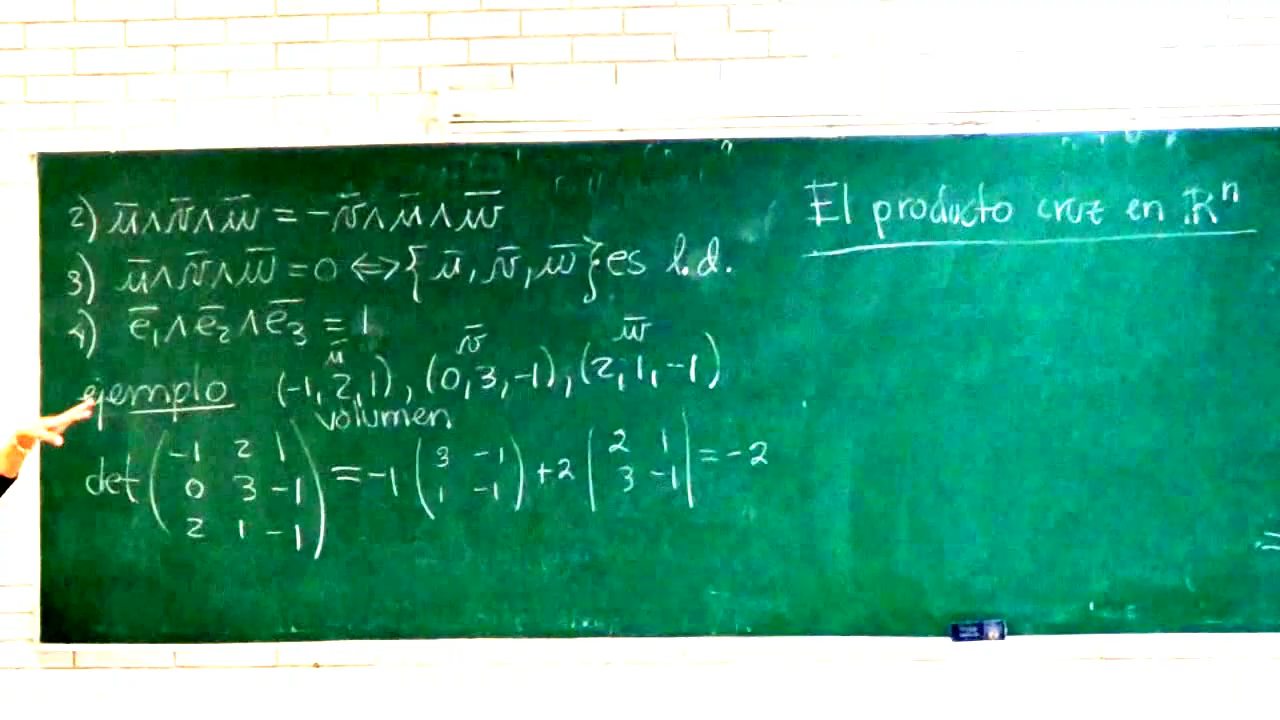 2) ū∧v̄∧w̄ = -v̄∧ū∧w̄
3) ū∧v̄∧w̄ = 0 ⇔ {ū, v̄, w̄} es l.d.
4) ē₁∧ē₂∧ē₃ = 1
ū v̄ w̄
ejemplo (-1, 2, 1), (0, 3, -1), (2, 1, -1)
volumen
det ( -1 2 1 ; 0 3 -1 ; 2 1 -1 ) = -1 ( 3 -1 ; 1 -1 ) + 2 | 2 1 ; 3 -1 | = -2
El producto cruz en ℝⁿ
=